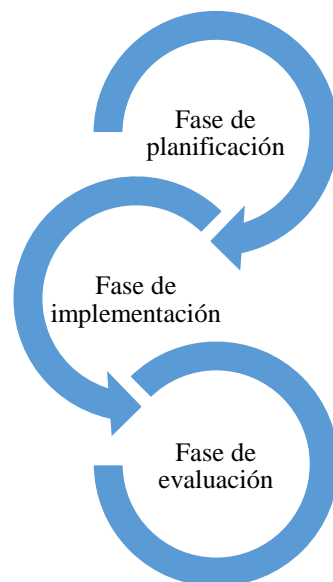 Fase de
planificación
Fase de
implementación
Fase de
evaluación